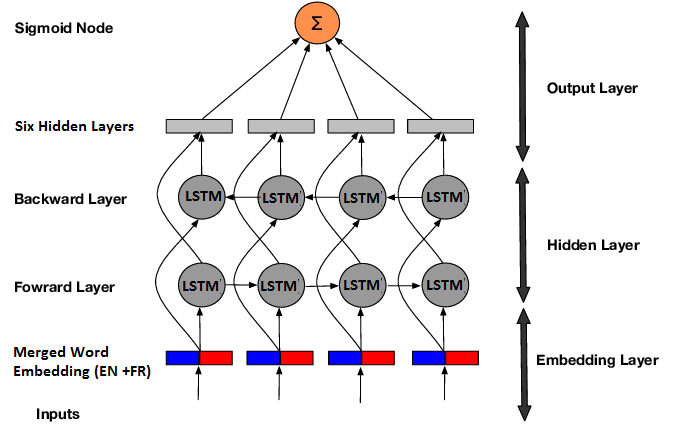 Sigmoid Node
Σ
Output Layer
Six Hidden Layers
Backward Layer
LSTM LSTM' LSTM' LSTM'
Hidden Layer
Fowrard Layer
LSTM' LSTM' LSTM' LSTM'
Merged Word
Embedding (EN +FR)
Embedding Layer
Inputs